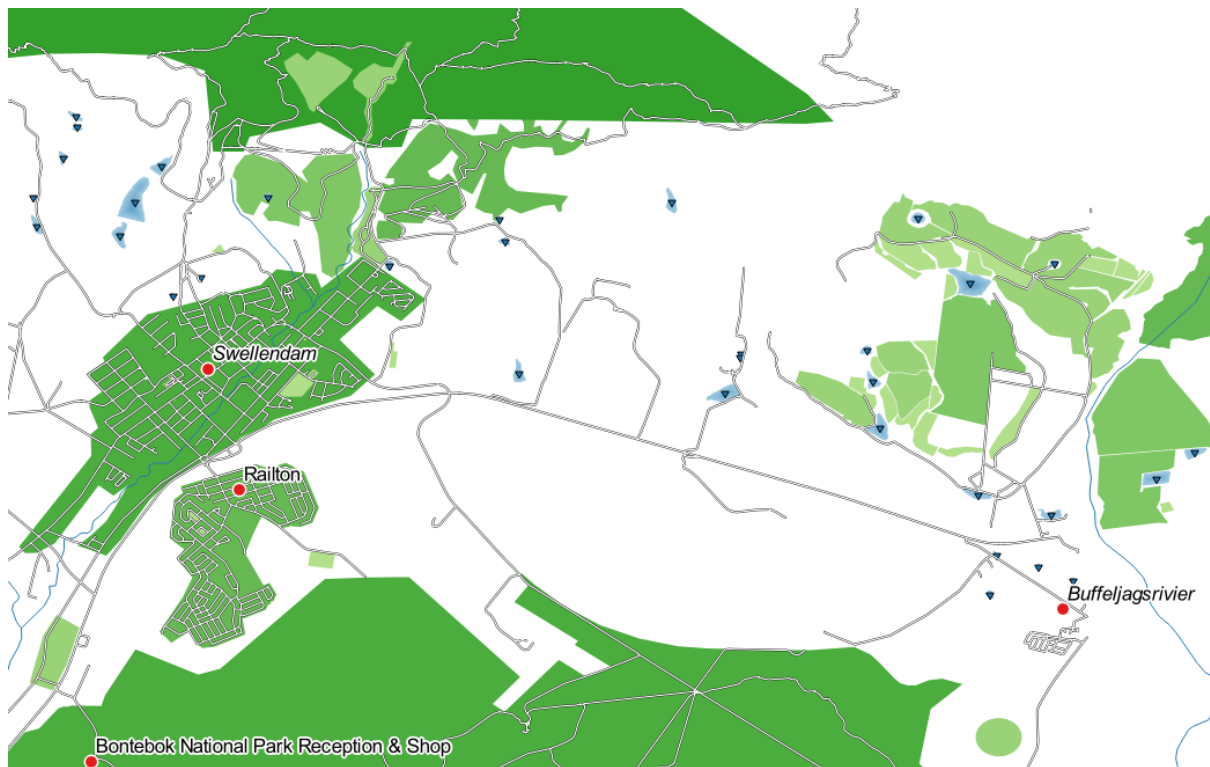 Swellendam
Railton
Buffeljagsrivier
Bontebok National Park Reception & Shop